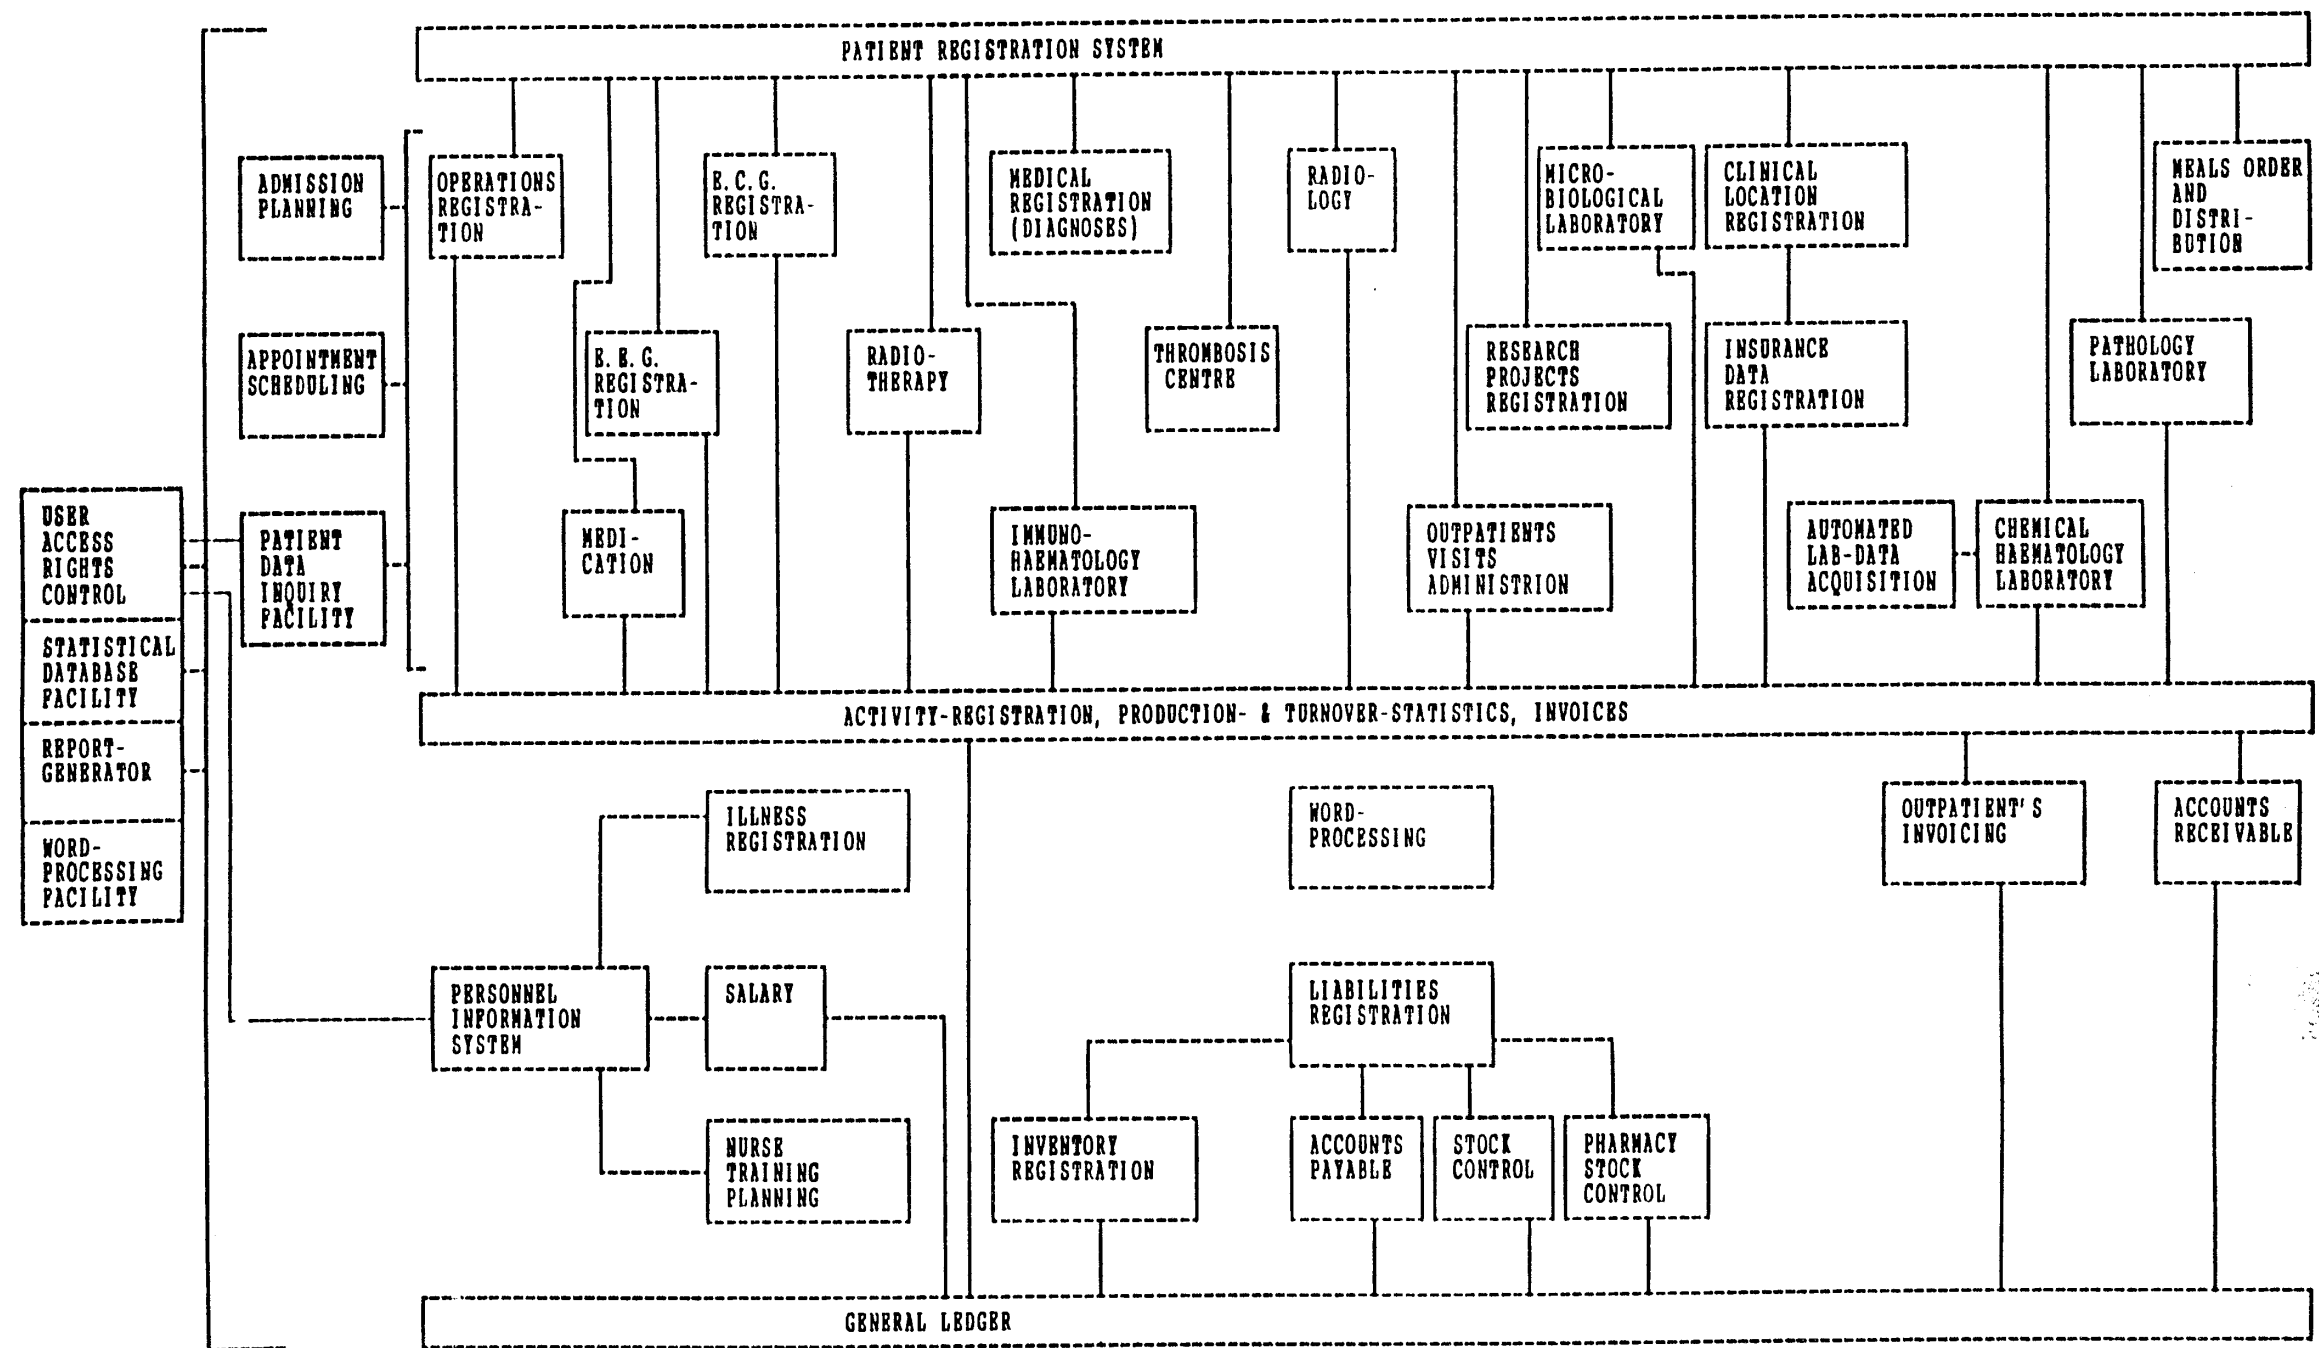 PATIENT REGISTRATION SYSTEM
ADMISSION
PLANNING
OPERATIONS
REGISTRA-
TION
E.C.G.
REGISTRA-
TION
MEDICAL
REGISTRATION
(DIAGNOSES)
RADIO-
LOGY
MICRO-
BIOLOGICAL
LABORATORY
CLINICAL
LOCATION
REGISTRATION
MEALS ORDER
AND
DISTRI-
BUTION
APPOINTMENT
SCHEDULING
E.E.G.
REGISTRA-
TION
RADIO-
THERAPY
THROMBOSIS
CENTRE
RESEARCH
PROJECTS
REGISTRATION
INSURANCE
DATA
REGISTRATION
PATHOLOGY
LABORATORY
USER
ACCESS
RIGHTS
CONTROL
PATIENT
DATA
INQUIRY
FACILITY
MEDI-
CATION
IMMUNO-
HAEMATOLOGY
LABORATORY
OUTPATIENTS
VISITS
ADMINISTRION
AUTOMATED
LAB-DATA
ACQUISITION
CHEMICAL
HAEMATOLOGY
LABORATORY
STATISTICAL
DATABASE
FACILITY
REPORT-
GENERATOR
WORD-
PROCESSING
FACILITY
ACTIVITY-REGISTRATION, PRODUCTION- & TURNOVER-STATISTICS, INVOICES
ILLNESS
REGISTRATION
WORD-
PROCESSING
OUTPATIENT'S
INVOICING
ACCOUNTS
RECEIVABLE
PERSONNEL
INFORMATION
SYSTEM
SALARY
LIABILITIES
REGISTRATION
NURSE
TRAINING
PLANNING
INVENTORY
REGISTRATION
ACCOUNTS
PAYABLE
STOCK
CONTROL
PHARMACY
STOCK
CONTROL
GENERAL LEDGER